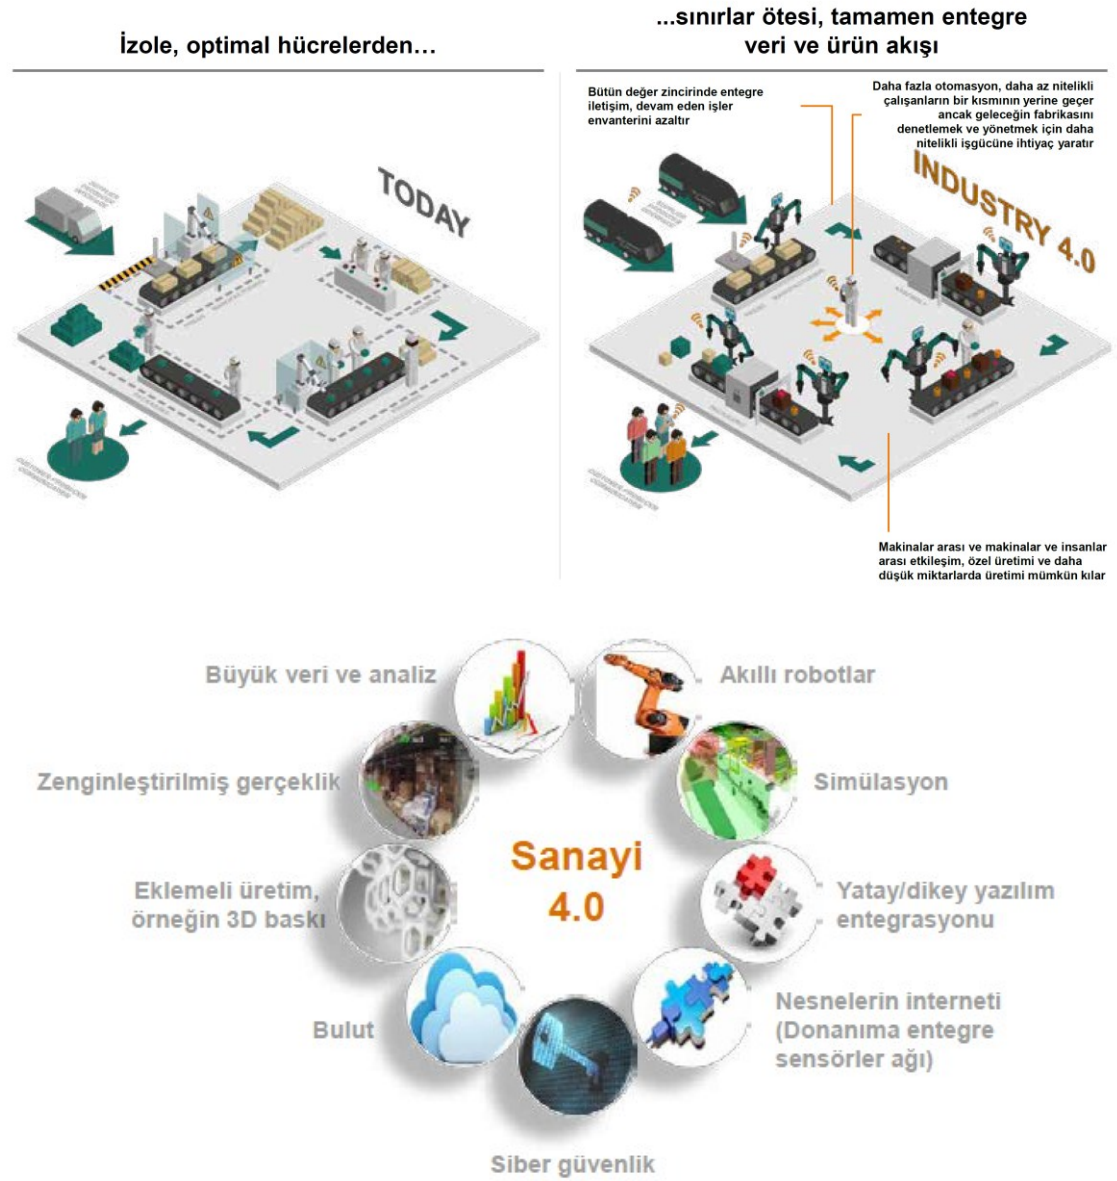 İzole, optimal hücrelerden…
...sınırlar ötesi, tamamen entegre
veri ve ürün akışı
Bütün değer zincirinde entegre
iletişim, devam eden işler
envanterini azaltır
Daha fazla otomasyon, daha az nitelikli
çalışanların bir kısmının yerine geçer
ancak geleceğin fabrikasını
denetlemek ve yönetmek için daha
nitelikli işgücüne ihtiyaç yaratır
TODAY
INDUSTRY 4.0
Makinalar arası ve makinalar ve insanlar
arası etkileşim, özel üretimi ve daha
düşük miktarlarda üretimi mümkün kılar
Büyük veri ve analiz
Akıllı robotlar
Zenginleştirilmiş gerçeklik
Simülasyon
Sanayi
4.0
Eklemeli üretim,
örneğin 3D baskı
Yatay/dikey yazılım
entegrasyonu
Bulut
Nesnelerin interneti
(Donanıma entegre
sensörler ağı)
Siber güvenlik